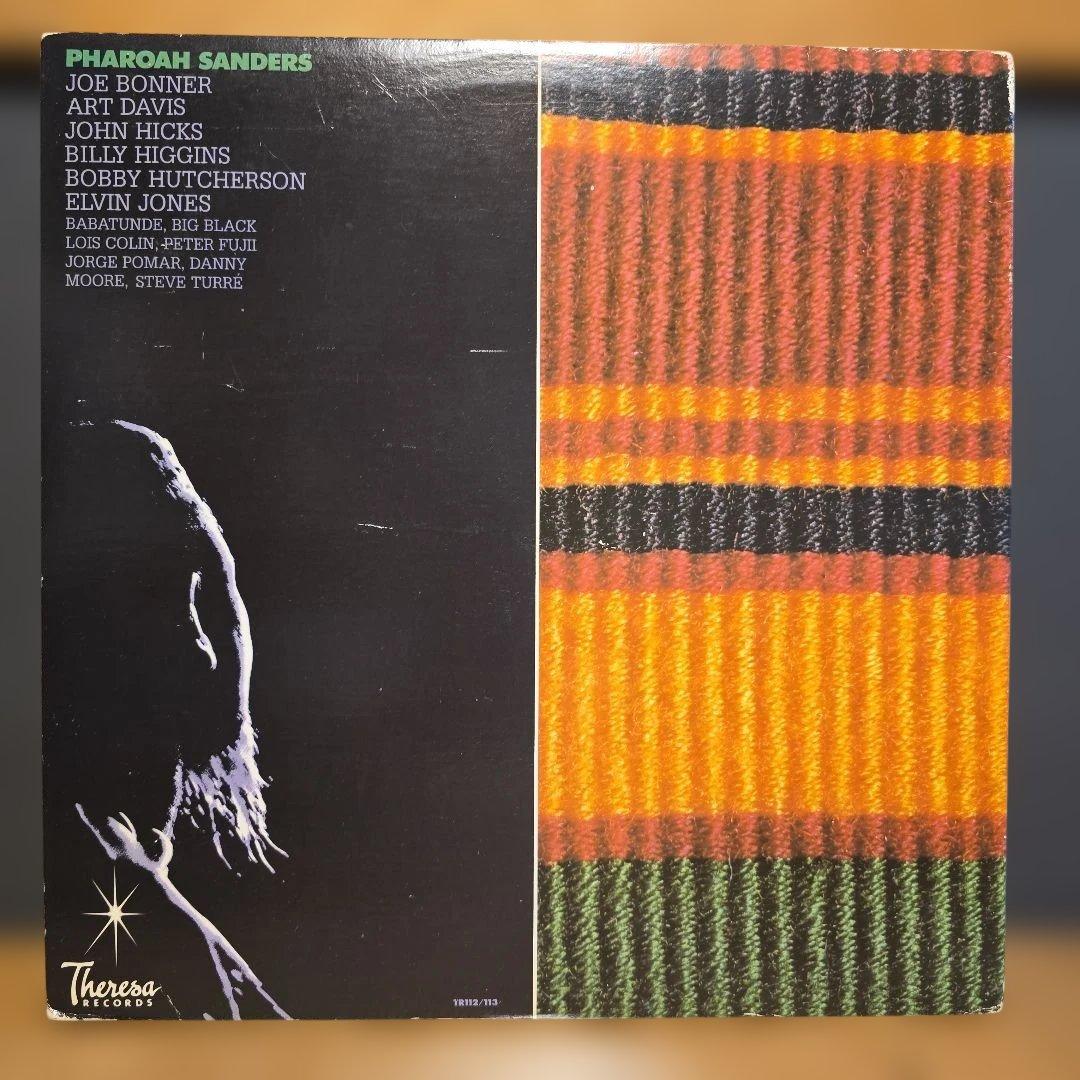 PHAROAH SANDERS
JOE BONNER
ART DAVIS
JOHN HICKS
BILLY HIGGINS
BOBBY HUTCHERSON
ELVIN JONES
BABATUNDE, BIG BLACK
LOIS COLIN, PETER FUJII
JORGE POMAR, DANNY
MOORE, STEVE TURRÉ
Theresa
RECORDS
TR112/113